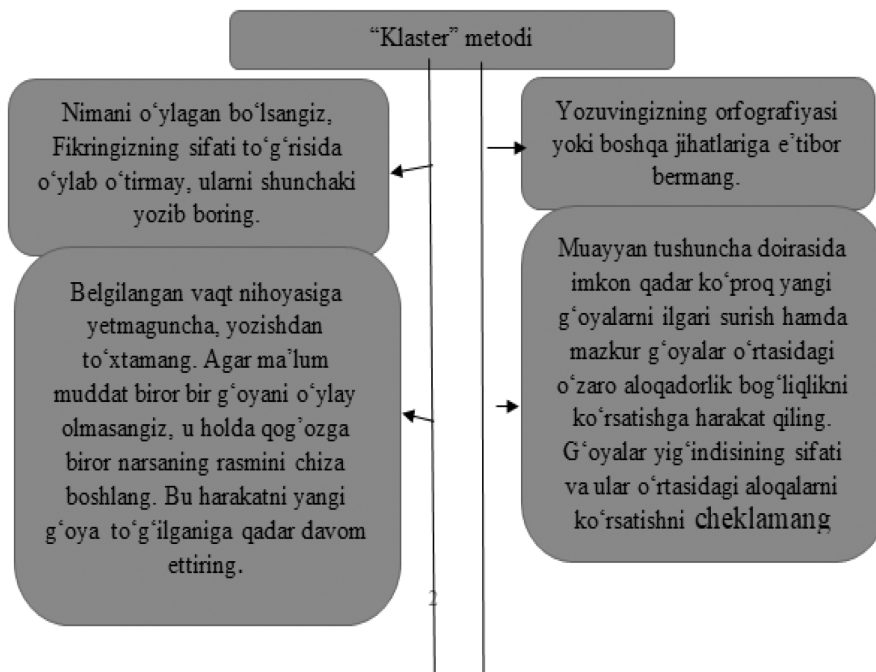 “Klaster” metodi
Nimani o‘ylagan bo‘lsangiz,
Fikringizning sifati to‘g‘risida
o‘ylab o‘tirmay, ularni shunchaki
yozib boring.
Yozuvingizning orfografiyasi
yoki boshqa jihatlariga e’tibor
bermang.
Belgilangan vaqt nihoyasiga
yetmaguncha, yozishdan
to‘xtamang. Agar ma’lum
muddat biror bir g‘oyani o‘ylay
olmasangiz, u holda qog’ozga
biror narsaning rasmini chiza
boshlang. Bu harakatni yangi
g‘oya to‘g‘ilganiga qadar davom
ettiring.
Muayyan tushuncha doirasida
imkon qadar ko‘proq yangi
g‘oyalarni ilgari surish hamda
mazkur g‘oyalar o‘rtasidagi
o‘zaro aloqadorlik bog‘liqlikni
ko‘rsatishga harakat qiling.
G‘oyalar yig‘indisining sifati
va ular o‘rtasidagi aloqalarni
ko‘rsatishni cheklamang
2